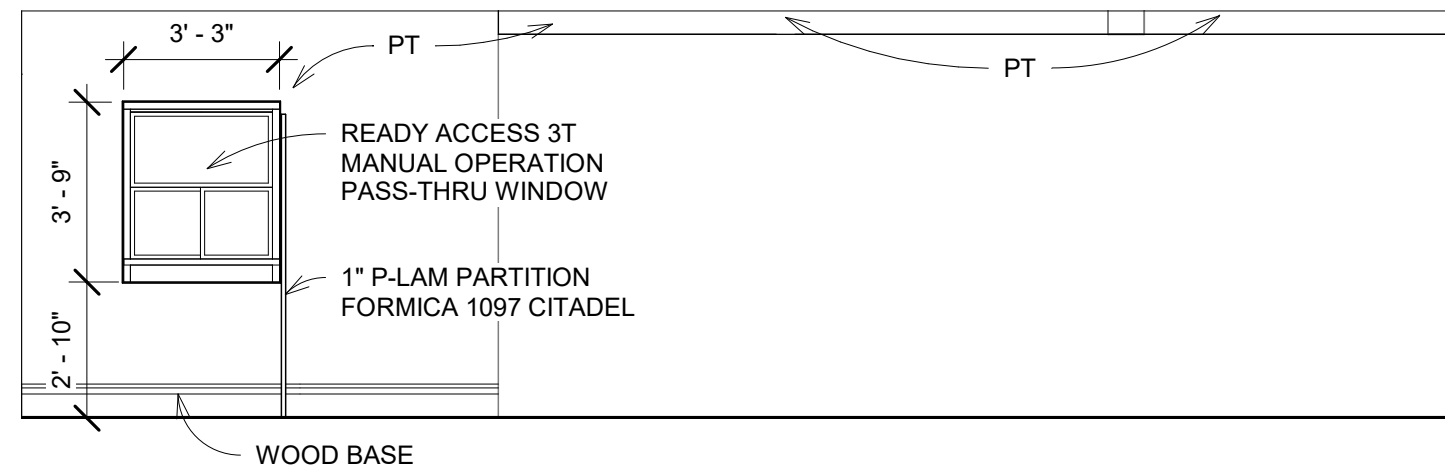 3' - 3"
PT
PT
READY ACCESS 3T
MANUAL OPERATION
PASS-THRU WINDOW
3' - 9"
1" P-LAM PARTITION
FORMICA 1097 CITADEL
2' - 10"
WOOD BASE